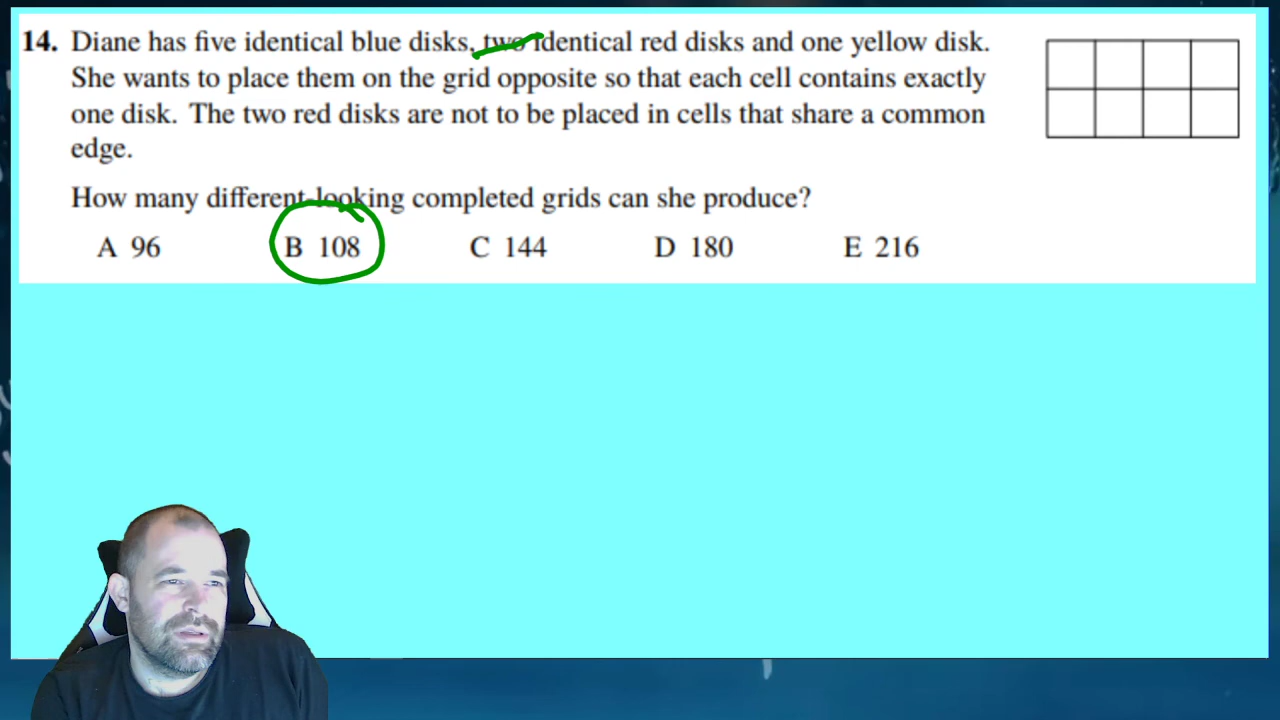 14. Diane has five identical blue disks, two identical red disks and one yellow disk.
She wants to place them on the grid opposite so that each cell contains exactly
one disk. The two red disks are not to be placed in cells that share a common
edge.
How many different-looking completed grids can she produce?
A 96 B 108 C 144 D 180 E 216